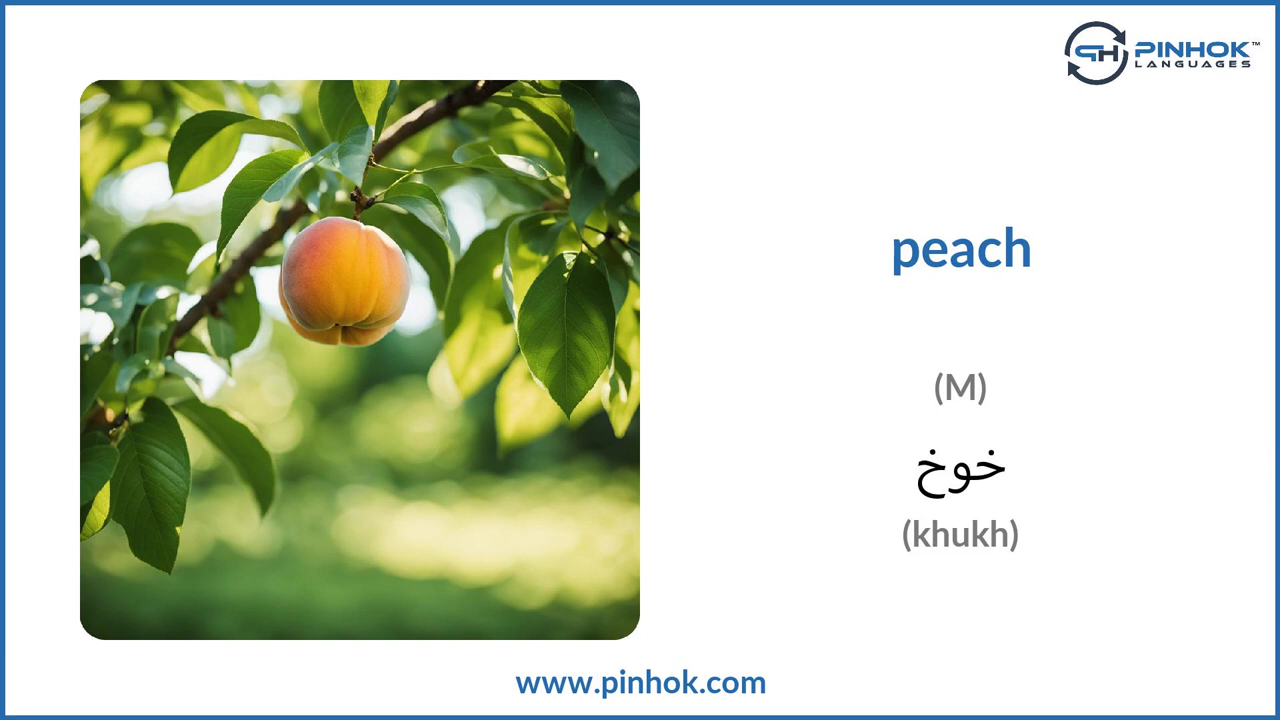 PINHOK™
LANGUAGES
peach
(M)
خوخ
(khukh)
www.pinhok.com